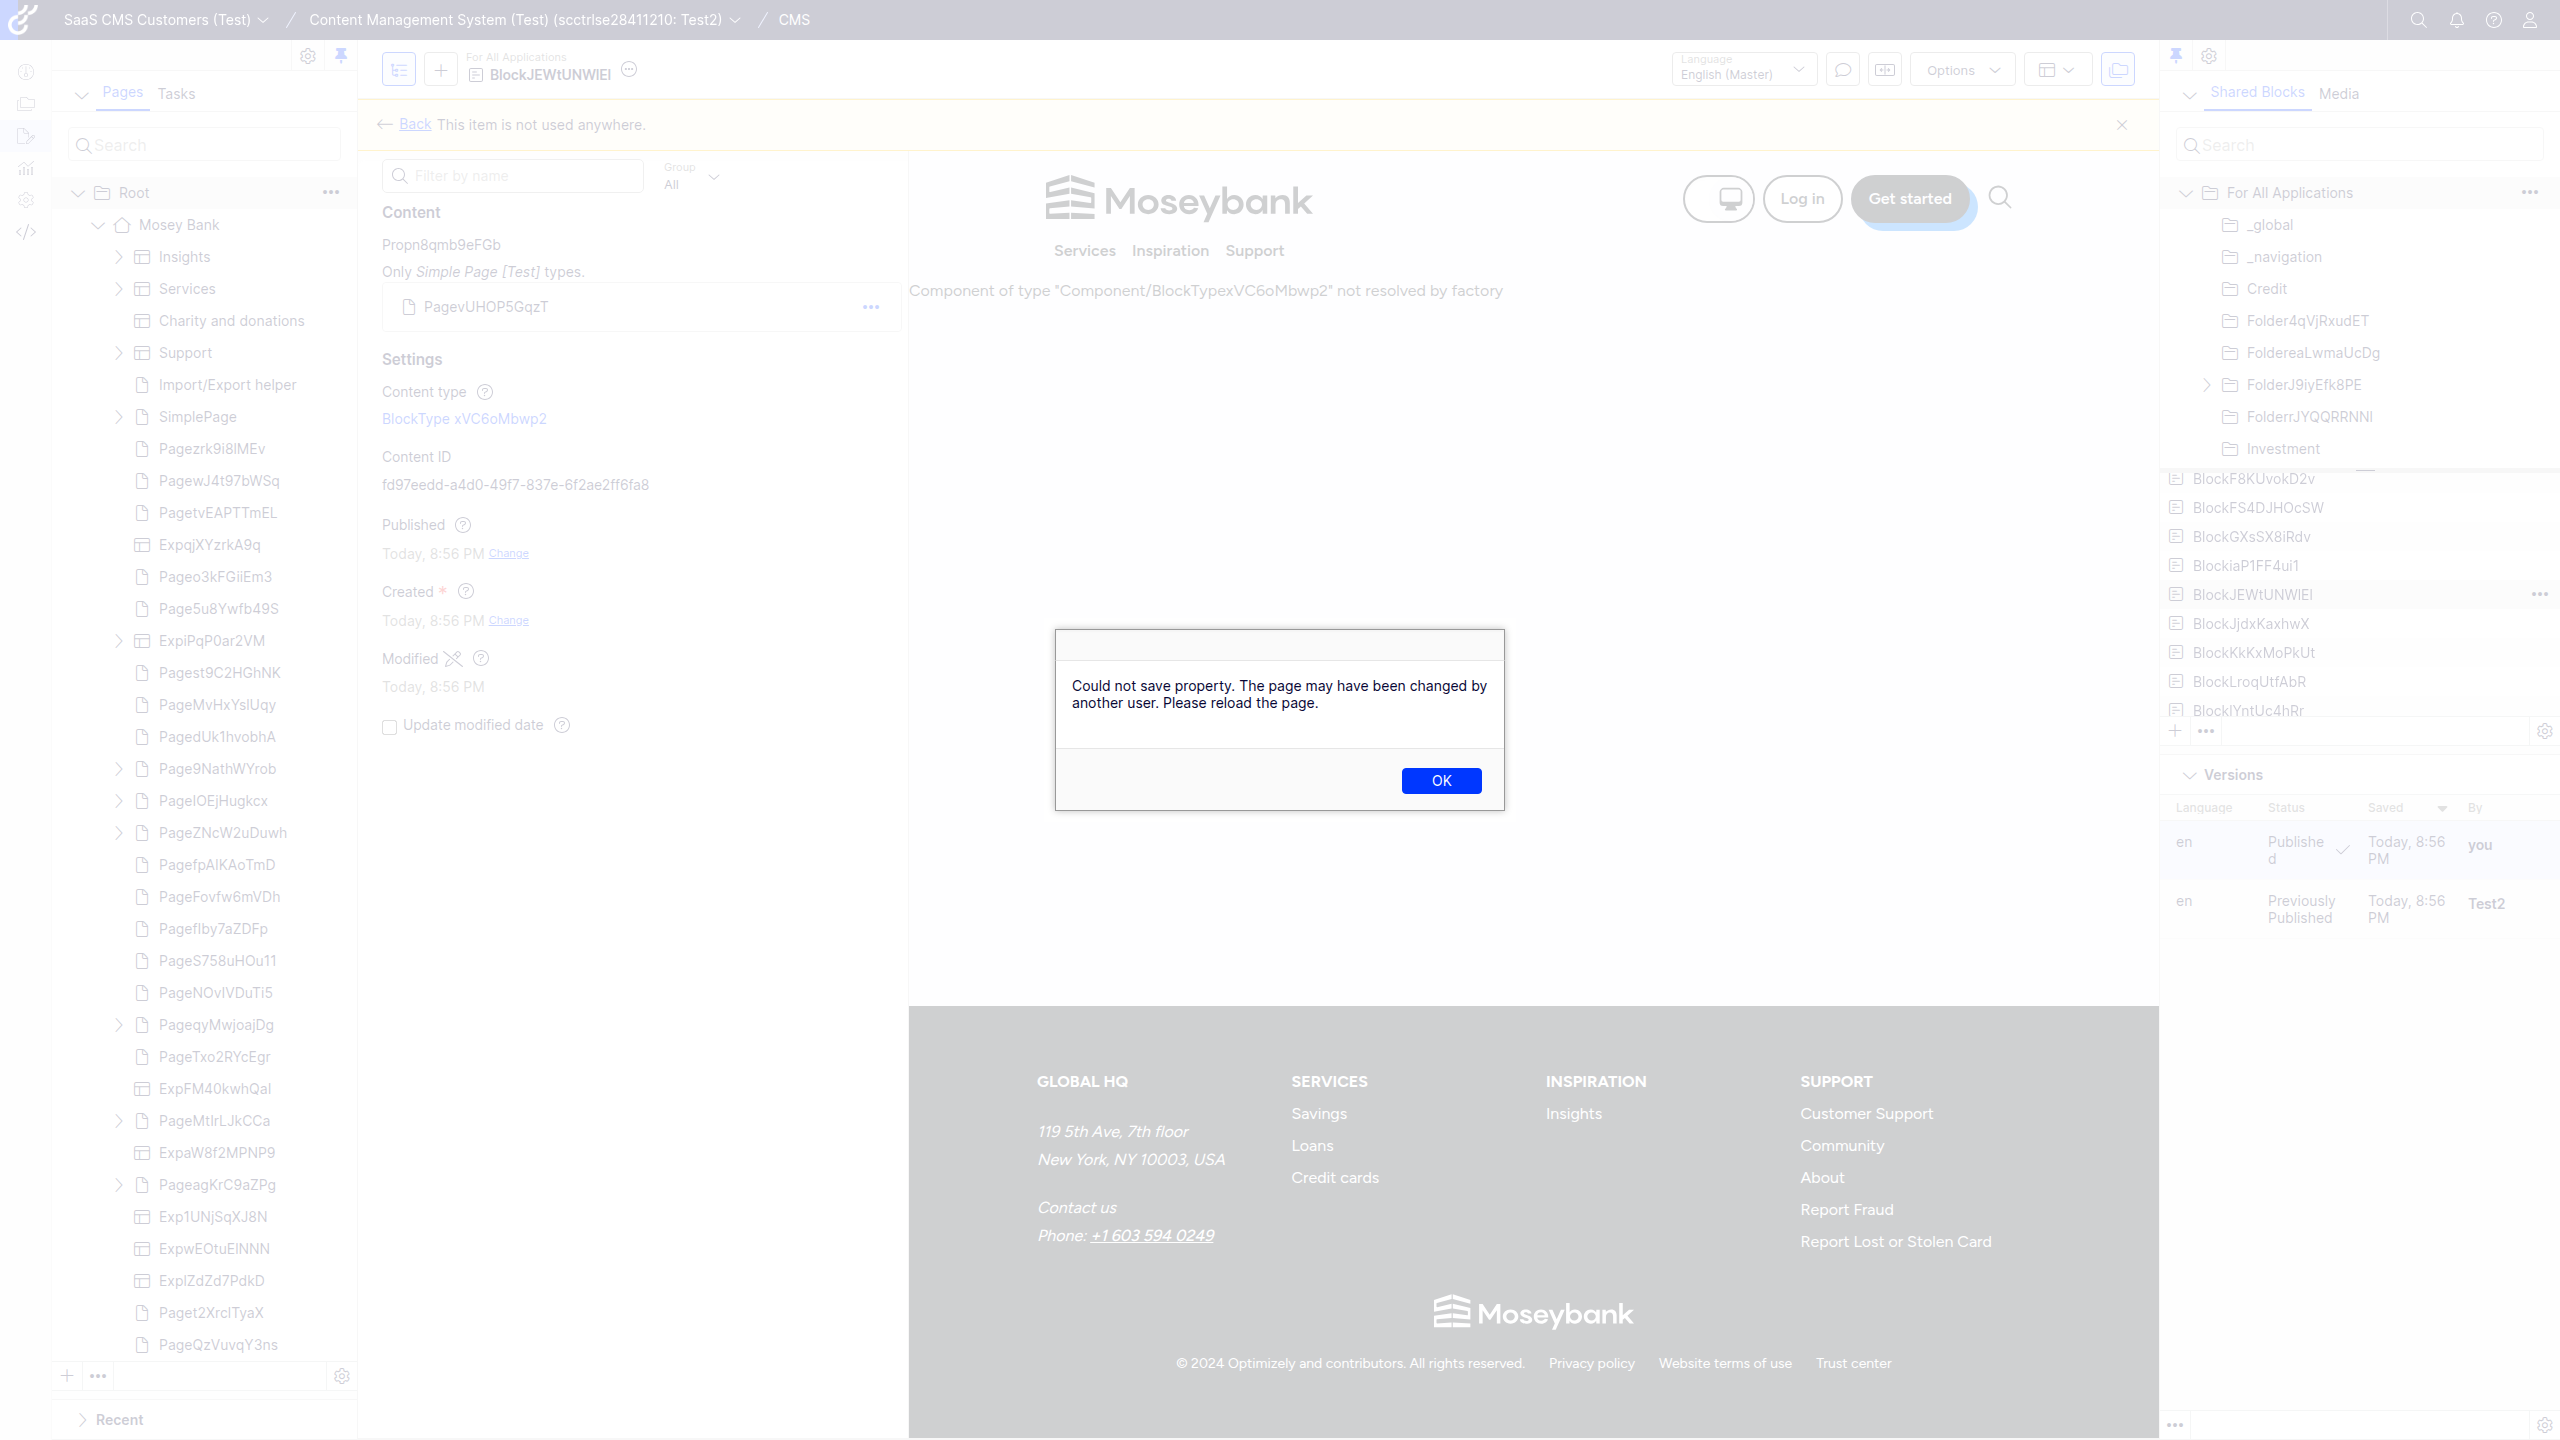 SaaS CMS Customers (Test) / Content Management System (Test) (scctrlse28411210: Test2) / CMS
Pages Tasks
Search
Root
Mosey Bank
Insights
Services
Charity and donations
Support
Import/Export helper
SimplePage
Pagezrk9i8lMEv
PagewJ4t97bWSq
PagetvEAPTTmEL
ExpqjXYzrkA9q
Pageo3kFGiiEm3
Page5u8Ywfb49S
ExpiPqP0ar2VM
Pagest9C2HGhNK
PageMvHxYslUqy
PagedUk1hvobhA
Page9NathWYrob
PageIOEjHugkcx
PageZNcW2uDuwh
PagefpAIKAoTmD
PageFovfw6mVDh
Pageflby7aZDFp
PageS758uHOu11
PageNOvIVDuTi5
PageqyMwjoajDg
PageTxo2RYcEgr
ExpFM40kwhQal
PageMtIrLJkCCa
ExpaW8f2MPNP9
PageagKrC9aZPg
Exp1UNjSqXJ8N
ExpwEOtuEINNN
ExpIZdZd7PdkD
Paget2XrclTyaX
PageQzVuvqY3ns
Recent
For All Applications
BlockJEWtUNWIEI
Language
English (Master)
Options
Back This item is not used anywhere.
Filter by name
Group
All
Content
Propn8qmb9eFGb
Only Simple Page [Test] types.
PagevUHOP5GqzT
Settings
Content type
BlockType xVC6oMbwp2
Content ID
fd97eedd-a4d0-49f7-837e-6f2ae2ff6fa8
Published
Today, 8:56 PM Change
Created *
Today, 8:56 PM Change
Modified
Today, 8:56 PM
Update modified date
Moseybank
Log in
Get started
Services Inspiration Support
Component of type "Component/BlockTypexVC6oMbwp2" not resolved by factory
Could not save property. The page may have been changed by
another user. Please reload the page.
OK
GLOBAL HQ
119 5th Ave, 7th floor
New York, NY 10003, USA
Contact us
Phone: +1 603 594 0249
SERVICES
Savings
Loans
Credit cards
INSPIRATION
Insights
SUPPORT
Customer Support
Community
About
Report Fraud
Report Lost or Stolen Card
Moseybank
© 2024 Optimizely and contributors. All rights reserved. Privacy policy Website terms of use Trust center
Shared Blocks Media
Search
For All Applications
_global
_navigation
Credit
Folder4qVjRxudET
FoldereaLwmaUcDg
FolderJ9iyEfk8PE
FolderrJYQQRRNNI
Investment
BlockF8KUvokD2v
BlockFS4DJHOcSW
BlockGXsSX8iRdv
BlockiaP1FF4ui1
BlockJEWtUNWIEI
BlockJjdxKaxhwX
BlockKkKxMoPkUt
BlockLroqUtfAbR
BlocklYntUc4hRr
Versions
Language Status Saved By
en Publishe Today, 8:56 you
d PM
en Previously Today, 8:56 Test2
Published PM